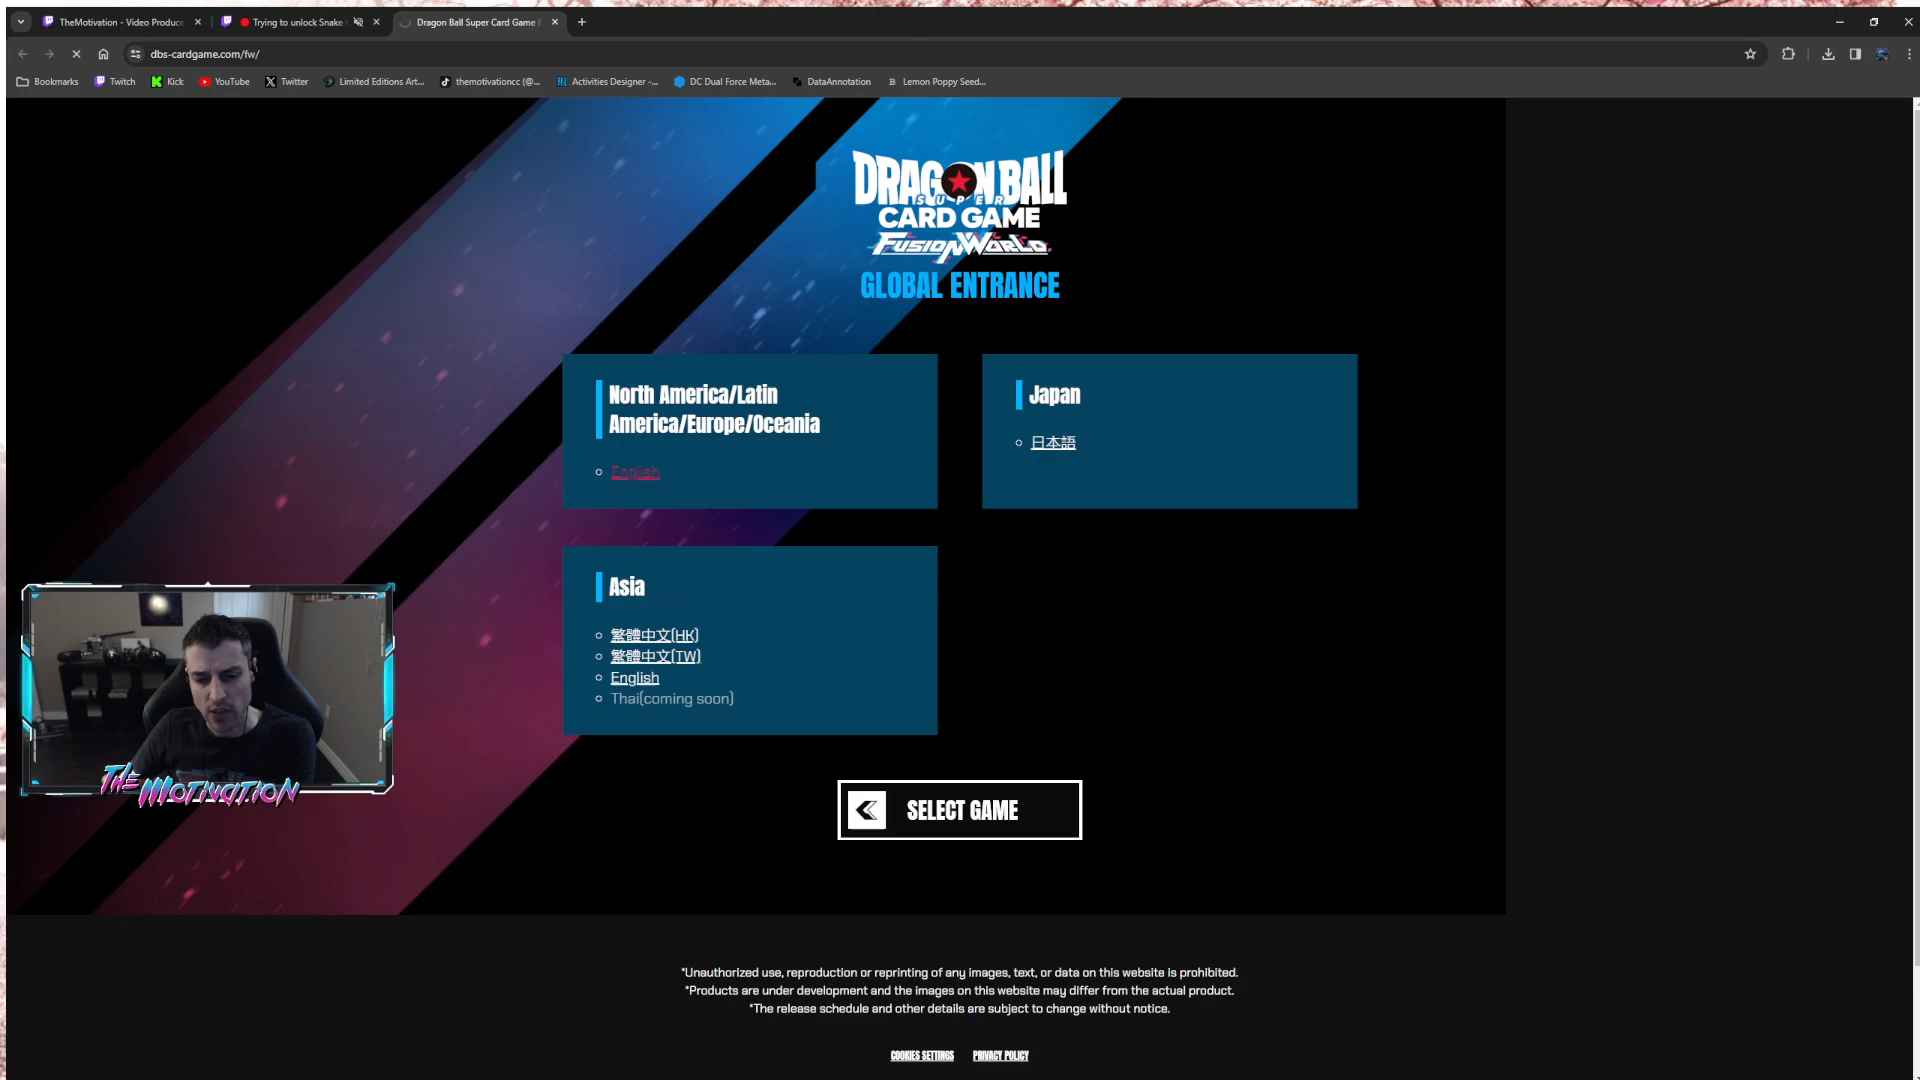 TheMotivation - Video Produce
Trying to unlock Snake
Dragon Ball Super Card Game
dbs-cardgame.com/fw/
Bookmarks
Twitch
Kick
YouTube
Twitter
Limited Editions Art...
themotivationcc (@...
Activities Designer -...
DC Dual Force Meta...
DataAnnotation
Lemon Poppy Seed...
DRAGON BALL
SUPER
CARD GAME
FUSION WORLD
GLOBAL ENTRANCE
North America/Latin
America/Europe/Oceania
English
Japan
日本語
Asia
繁體中文(HK)
繁體中文(TW)
English
Thai(coming soon)
THE MOTIVATION
SELECT GAME
*Unauthorized use, reproduction or reprinting of any images, text, or data on this website is prohibited.
*Products are under development and the images on this website may differ from the actual product.
*The release schedule and other details are subject to change without notice.
COOKIES SETTINGS PRIVACY POLICY